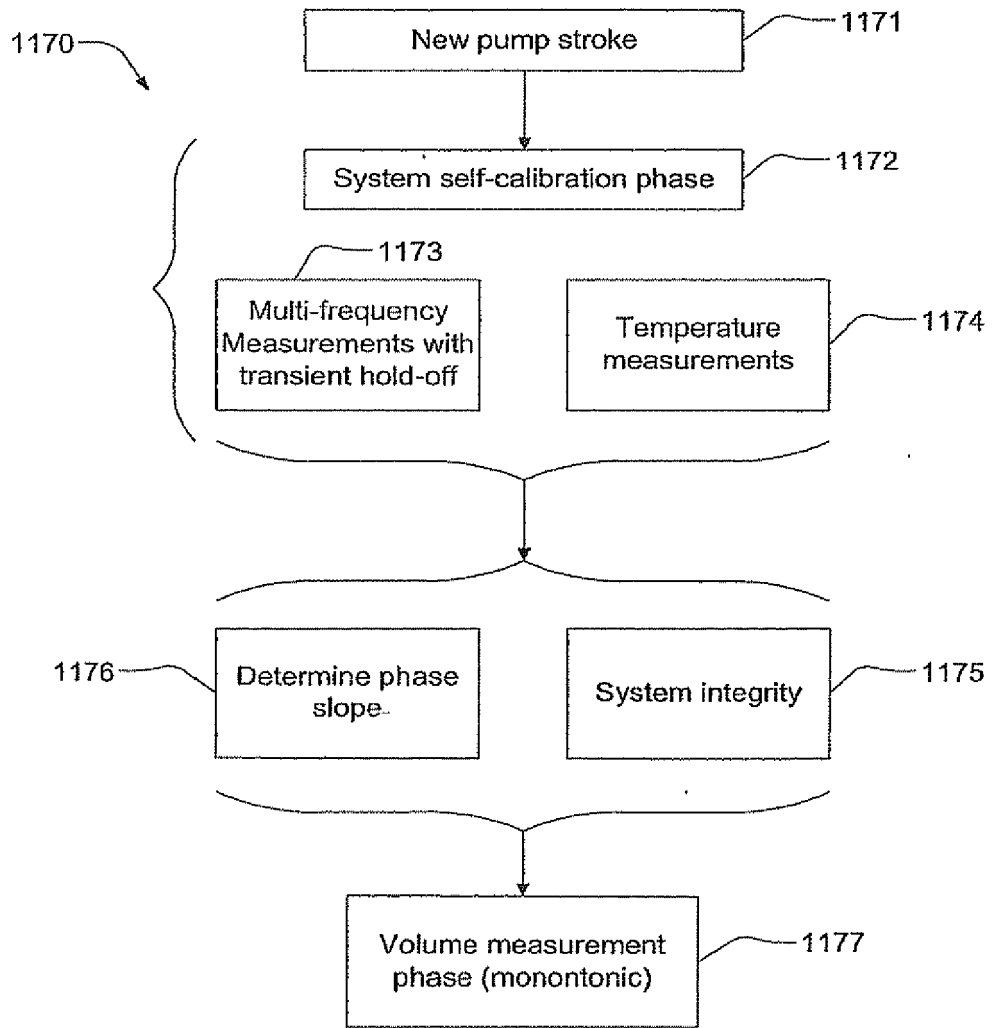 1170
New pump stroke
1171
System self-calibration phase
1172
1173
Multi-frequency
Measurements with
transient hold-off
Temperature
measurements
1174
1176
Determine phase
slope
System integrity
1175
Volume measurement
phase (monontonic)
1177